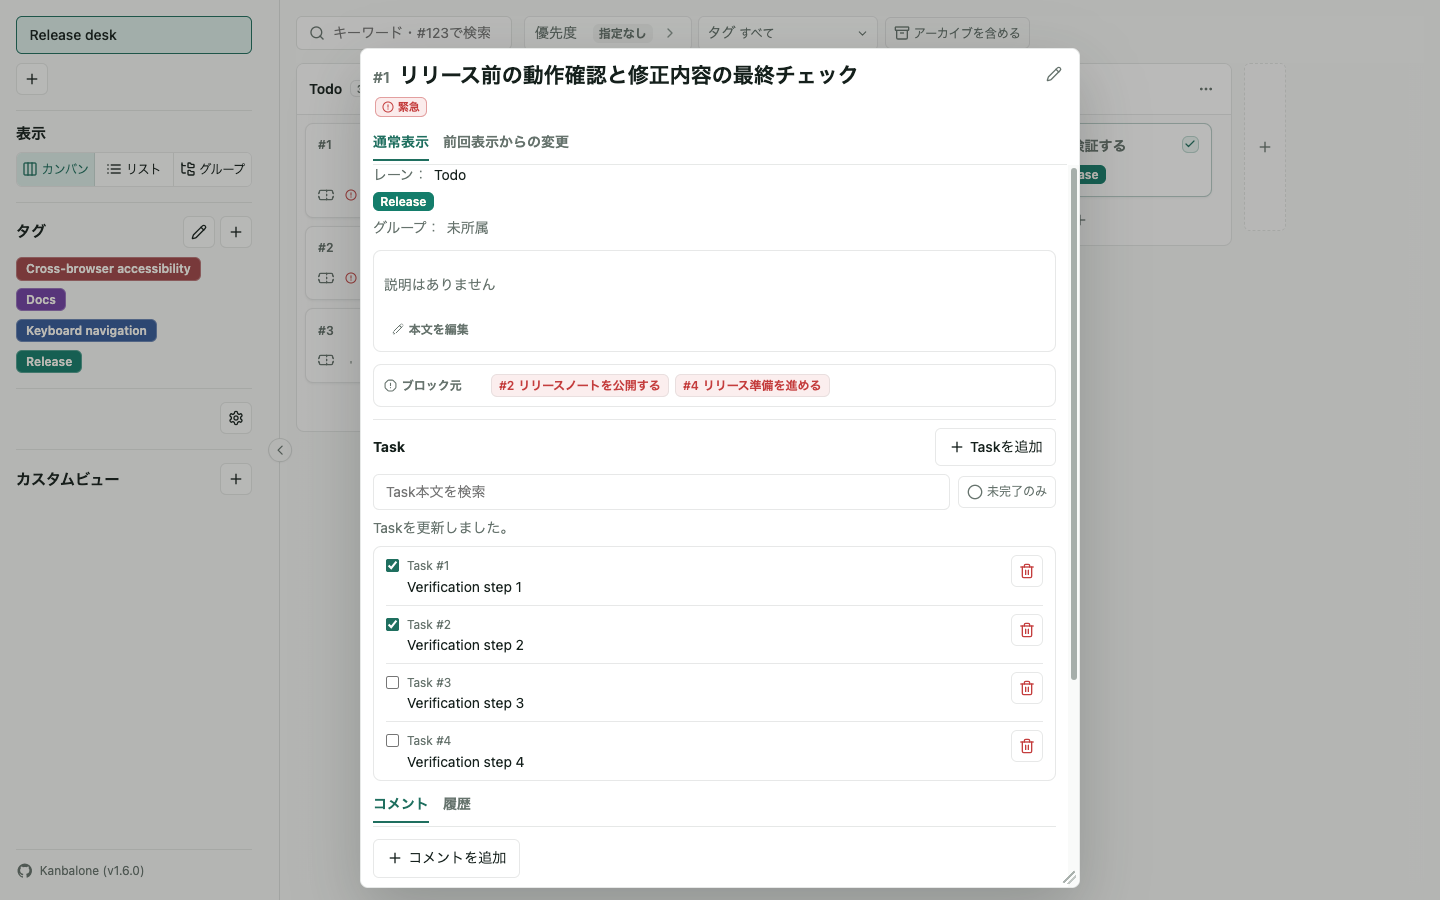 Release desk
キーワード・#123で検索
優先度 指定なし
タグ すべて
アーカイブを含める
表示
カンバン リスト グループ
タグ
Cross-browser accessibility
Docs
Keyboard navigation
Release
カスタムビュー
Kanbalone (v1.6.0)
Todo
#1
#2
#3
#1 リリース前の動作確認と修正内容の最終チェック
緊急
通常表示 前回表示からの変更
レーン： Todo
Release
グループ： 未所属
説明はありません
本文を編集
ブロック元 #2 リリースノートを公開する #4 リリース準備を進める
Task
Taskを追加
Task本文を検索
未完了のみ
Taskを更新しました。
Task #1
Verification step 1
Task #2
Verification step 2
Task #3
Verification step 3
Task #4
Verification step 4
コメント 履歴
コメントを追加
証する
ase